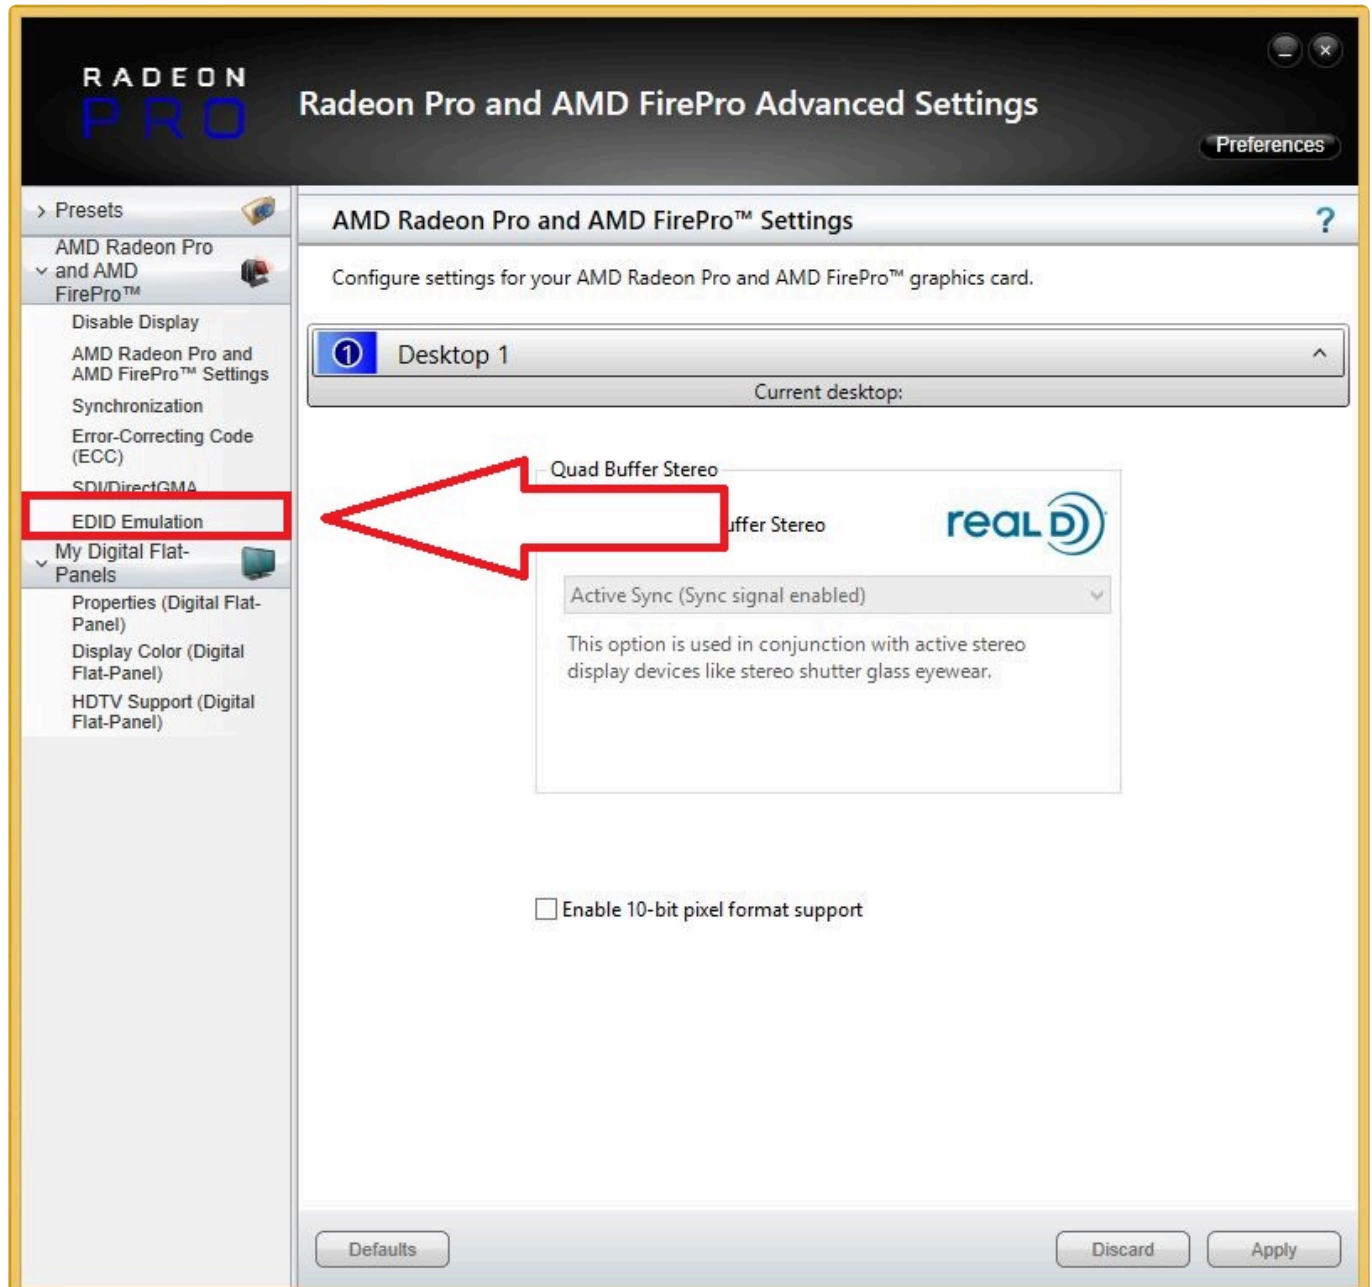 RADEON
PRO
Radeon Pro and AMD FirePro Advanced Settings
Preferences
Presets
AMD Radeon Pro
and AMD
FirePro™
Disable Display
AMD Radeon Pro and
AMD FirePro™ Settings
Synchronization
Error-Correcting Code
(ECC)
SDI/DirectGMA
EDID Emulation
My Digital Flat-
Panels
Properties (Digital Flat-
Panel)
Display Color (Digital
Flat-Panel)
HDTV Support (Digital
Flat-Panel)
AMD Radeon Pro and AMD FirePro™ Settings
?
Configure settings for your AMD Radeon Pro and AMD FirePro™ graphics card.
1 Desktop 1
Current desktop:
Quad Buffer Stereo
Stereo
REAL D
Active Sync (Sync signal enabled)
This option is used in conjunction with active stereo
display devices like stereo shutter glass eyewear.
Enable 10-bit pixel format support
Defaults
Discard
Apply